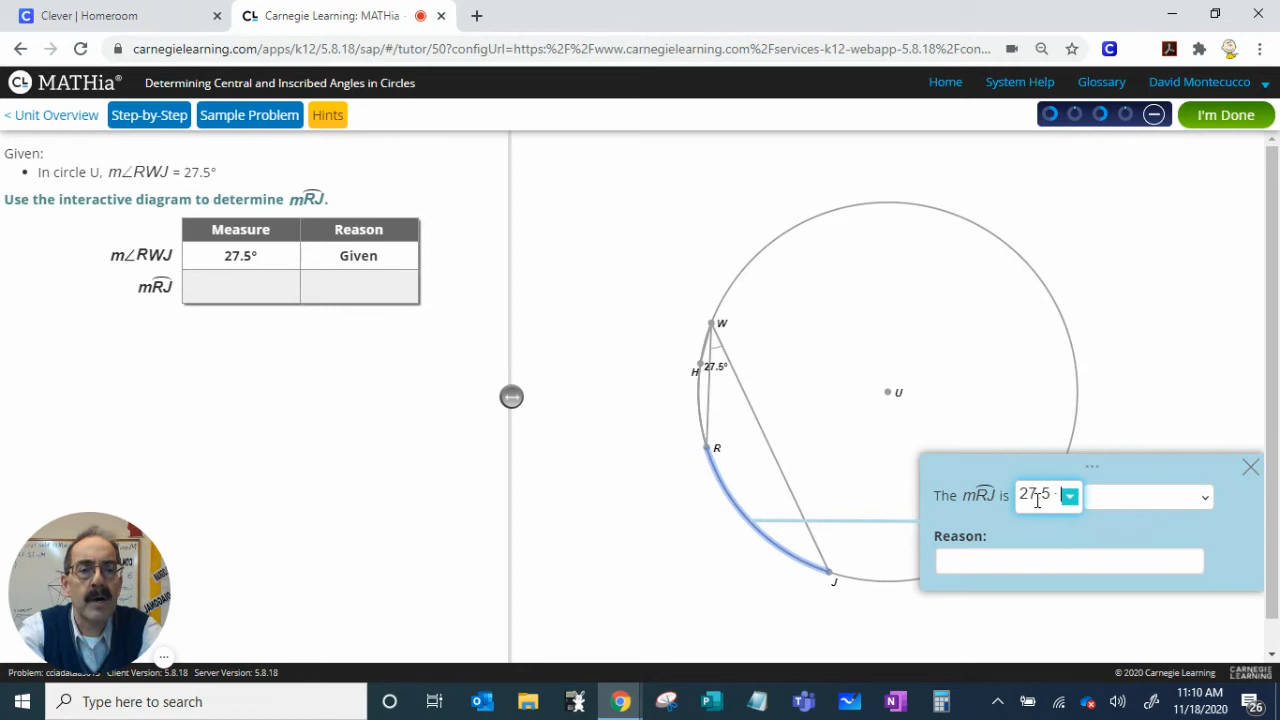 Clever | Homeroom
Carnegie Learning: MATHia -
carnegielearning.com/apps/k12/5.8.18/sap/#/tutor/50?configUrl=https:%2F%2Fwww.carnegielearning.com%2Fservices-k12-webapp-5.8.18%2Fcon...
CL MATHia®
Determining Central and Inscribed Angles in Circles
Home
System Help
Glossary
David Montecucco
< Unit Overview
Step-by-Step
Sample Problem
Hints
I'm Done
Given:
• In circle U, m∠RWJ = 27.5°
Use the interactive diagram to determine mRJ.
Measure Reason
m∠RWJ 27.5° Given
mRJ
W
H
27.5°
R
U
J
The mRJ is 27.5 ·
Reason:
Client Version: 5.8.18 Server Version: 5.8.18
© 2020 Carnegie Learning
CARNEGIE LEARNING
Type here to search
11:10 AM
11/18/2020
26